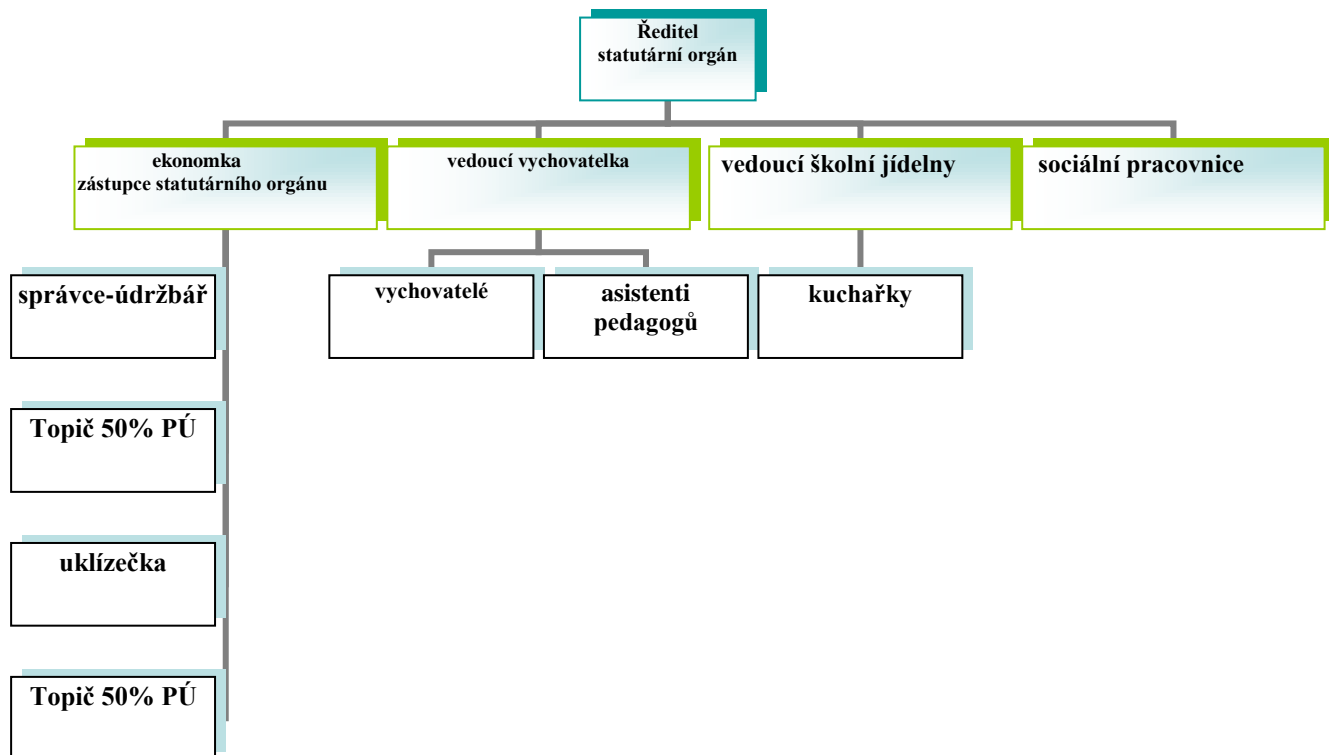 Ředitel
statutární orgán
ekonomka
zástupce statutárního orgánu
vedoucí vychovatelka
vedoucí školní jídelny
sociální pracovnice
správce-údržbář
vychovatelé
asistenti
pedagogů
kuchařky
Topič 50% PÚ
uklízečka
Topič 50% PÚ